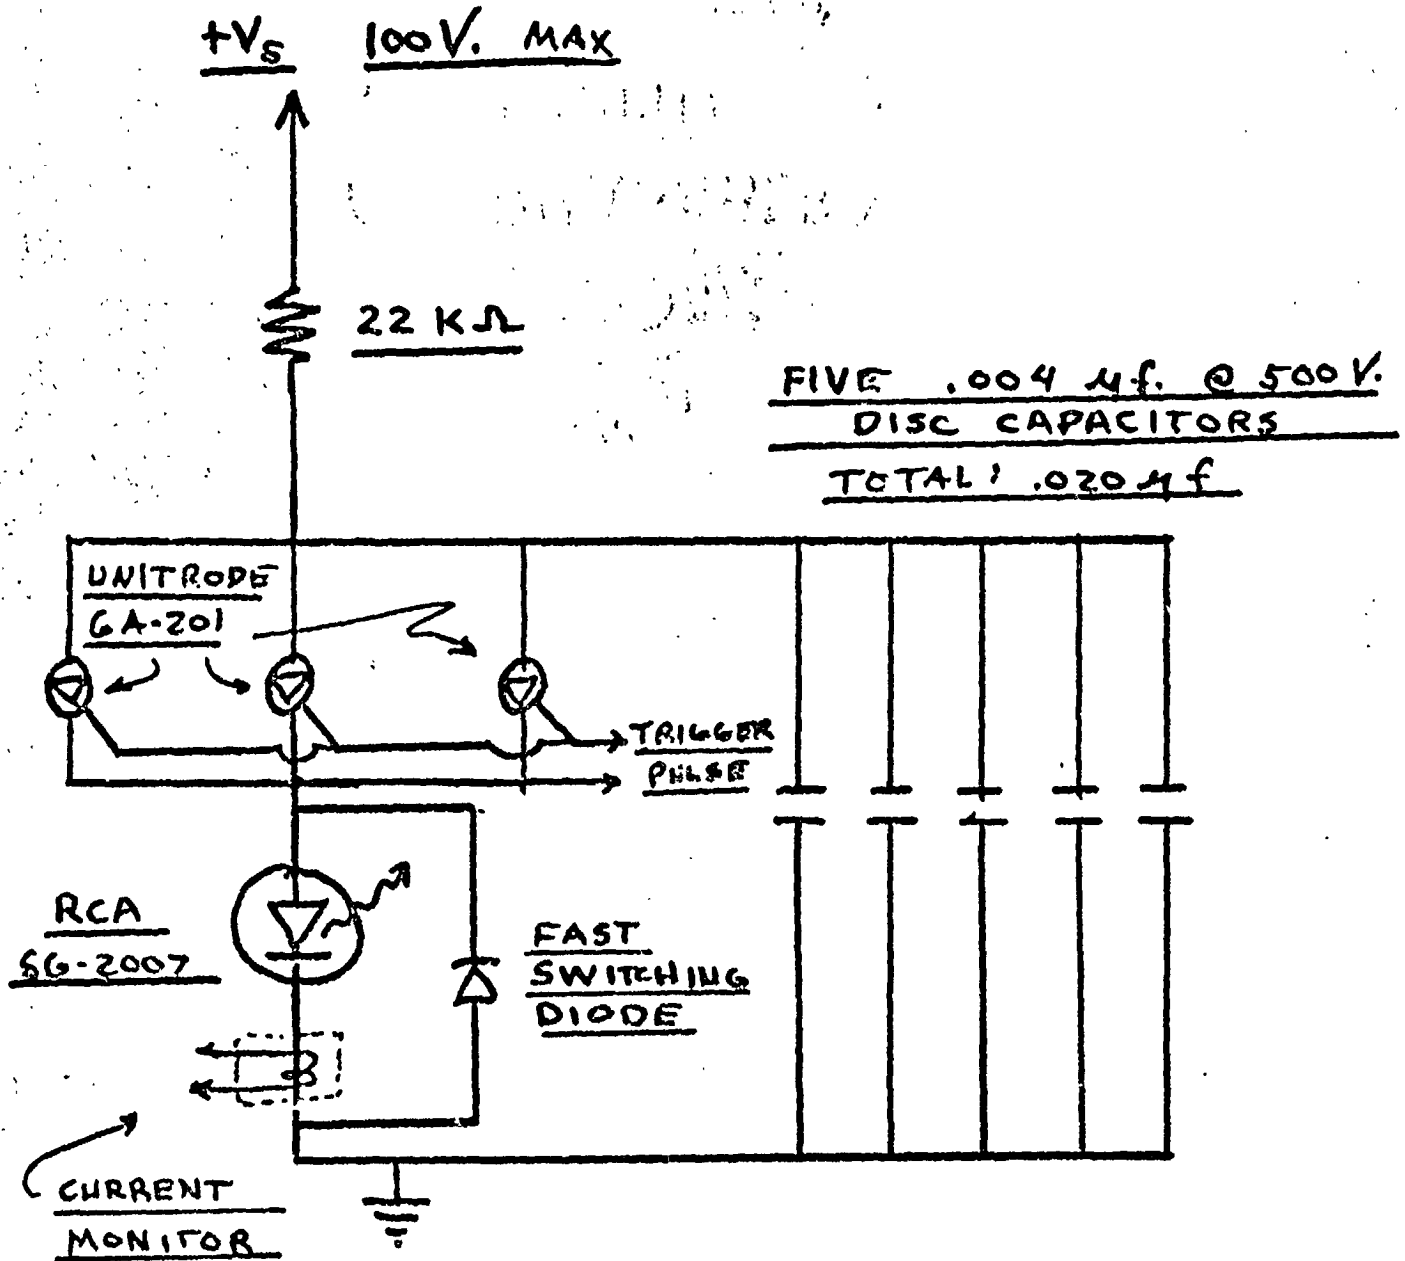 +Vs 100V. MAX
22 KΩ
FIVE .004 μf. @ 500V.
DISC CAPACITORS
TOTAL: .020 μf
UNITRODE
GA-201
TRIGGER
PULSE
RCA
SG-2007
FAST
SWITCHING
DIODE
CURRENT
MONITOR